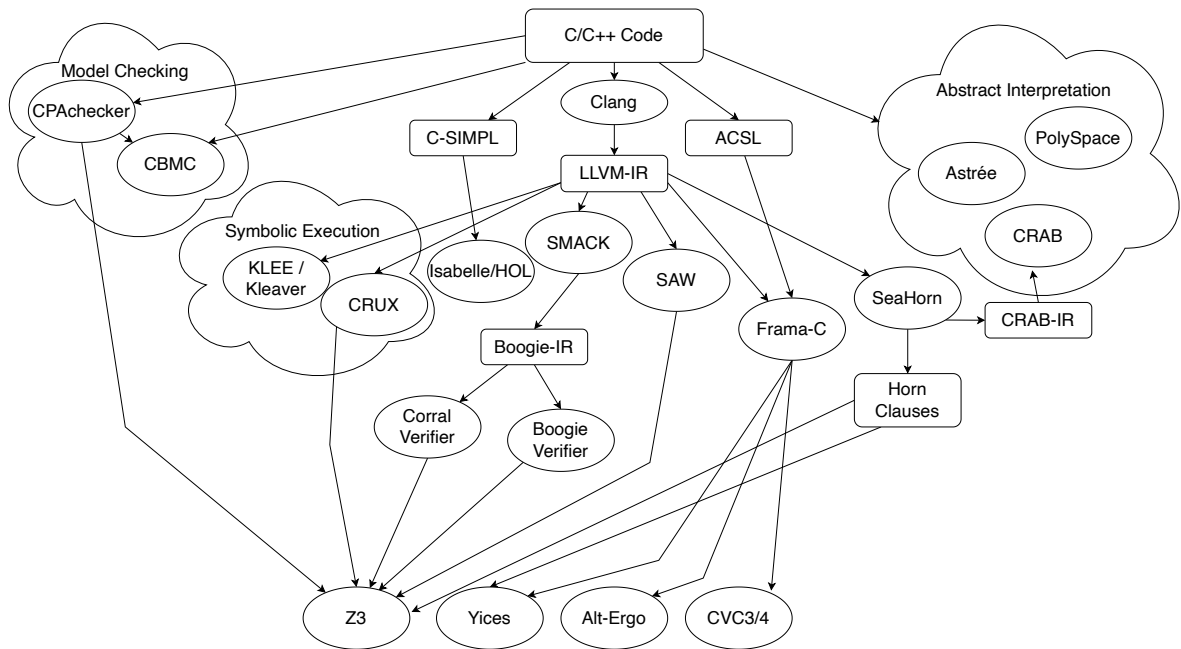 C/C++ Code
Model Checking
CPAchecker
CBMC
Clang
C-SIMPL
ACSL
LLVM-IR
Abstract Interpretation
PolySpace
Astrée
CRAB
Symbolic Execution
KLEE /
Kleaver
CRUX
Isabelle/HOL
SMACK
SAW
Frama-C
SeaHorn
CRAB-IR
Boogie-IR
Horn
Clauses
Corral
Verifier
Boogie
Verifier
Z3
Yices
Alt-Ergo
CVC3/4